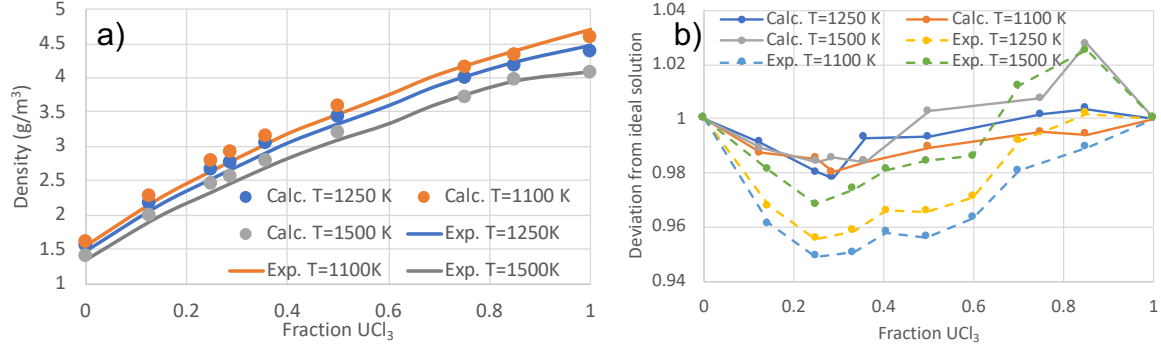 a)
Density (g/m³)
5
4.5
4
3.5
3
2.5
2
1.5
1
Calc. T=1250 K
Calc. T=1100 K
Calc. T=1500 K
Exp. T=1250K
Exp. T=1100K
Exp. T=1500K
0
0.2
0.4
0.6
0.8
1
Fraction UCl₃
b)
Deviation from ideal solution
1.04
1.02
1.00
0.98
0.96
0.94
Calc. T=1250 K
Calc. T=1100 K
Calc. T=1500 K
Exp. T=1250 K
Exp. T=1100 K
Exp. T=1500 K
0
0.2
0.4
0.6
0.8
1
Fraction UCl₃